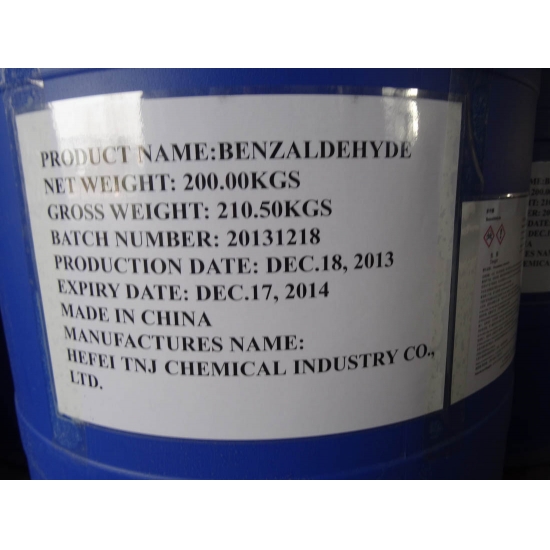 PRODUCT NAME:BENZALDEHYDE
NET WEIGHT: 200.00KGS
GROSS WEIGHT: 210.50KGS
BATCH NUMBER: 20131218
PRODUCTION DATE: DEC.18, 2013
EXPIRY DATE: DEC.17, 2014
MADE IN CHINA
MANUFACTURES NAME:
HEFEI TNJ CHEMICAL INDUSTRY CO.,
LTD.